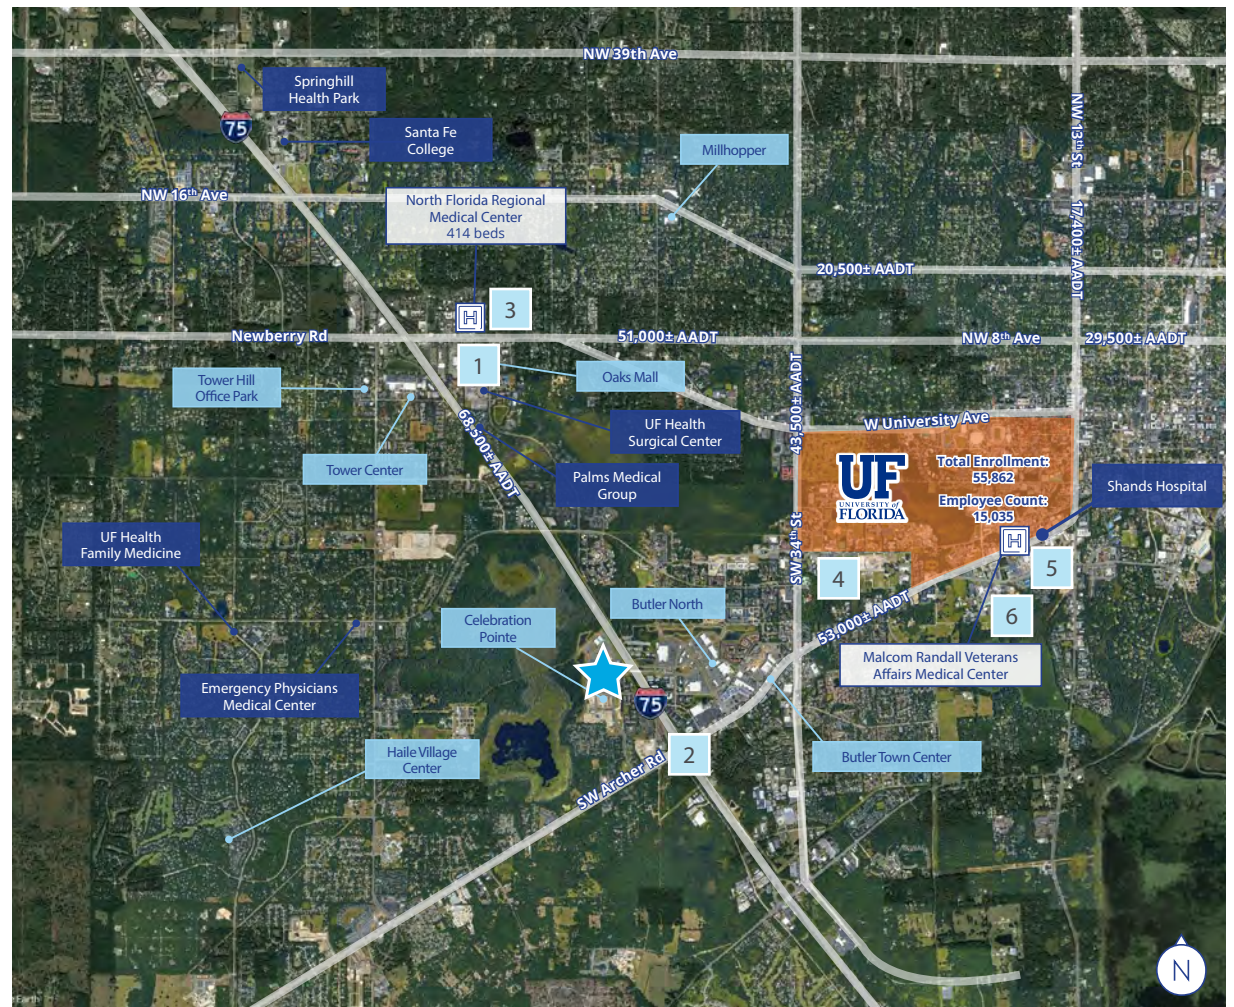 NW 39th Ave
Springhill
Health Park
75
Santa Fe
College
NW 13th St
Millhopper
NW 16th Ave
North Florida Regional
Medical Center
414 beds
17,400± AADT
20,500± AADT
H
3
Newberry Rd
51,000± AADT
NW 8th Ave
29,500± AADT
1
Oaks Mall
Tower Hill
Office Park
43,500± AADT
UF Health
Surgical Center
W University Ave
68,500± AADT
Tower Center
Palms Medical
Group
UF
UNIVERSITY of
FLORIDA
Total Enrollment:
55,862
Employee Count:
15,035
Shands Hospital
UF Health
Family Medicine
SW 34th St
H
4
5
6
Butler North
53,000± AADT
Celebration
Pointe
Malcom Randall Veterans
Affairs Medical Center
Emergency Physicians
Medical Center
75
Haile Village
Center
2
Butler Town Center
SW Archer Rd
N
Earth